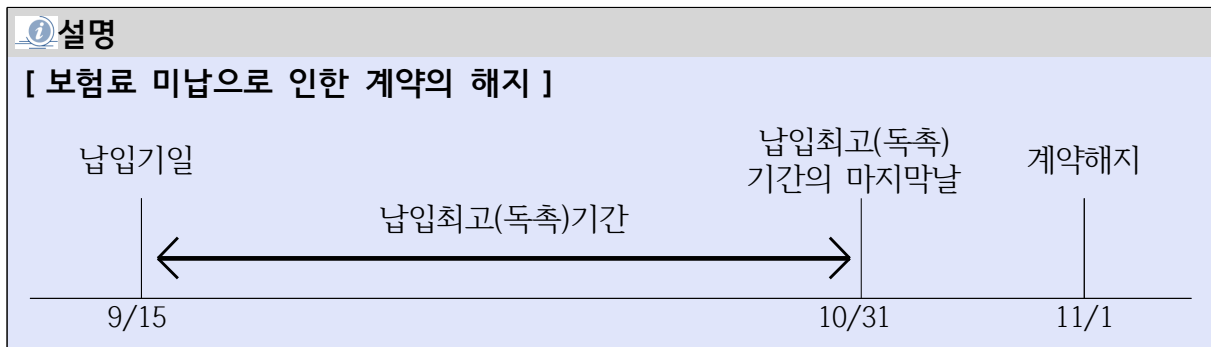 설명
[ 보험료 미납으로 인한 계약의 해지 ]
납입기일
납입최고(독촉)
기간의 마지막날
계약해지
납입최고(독촉)기간
9/15
10/31
11/1